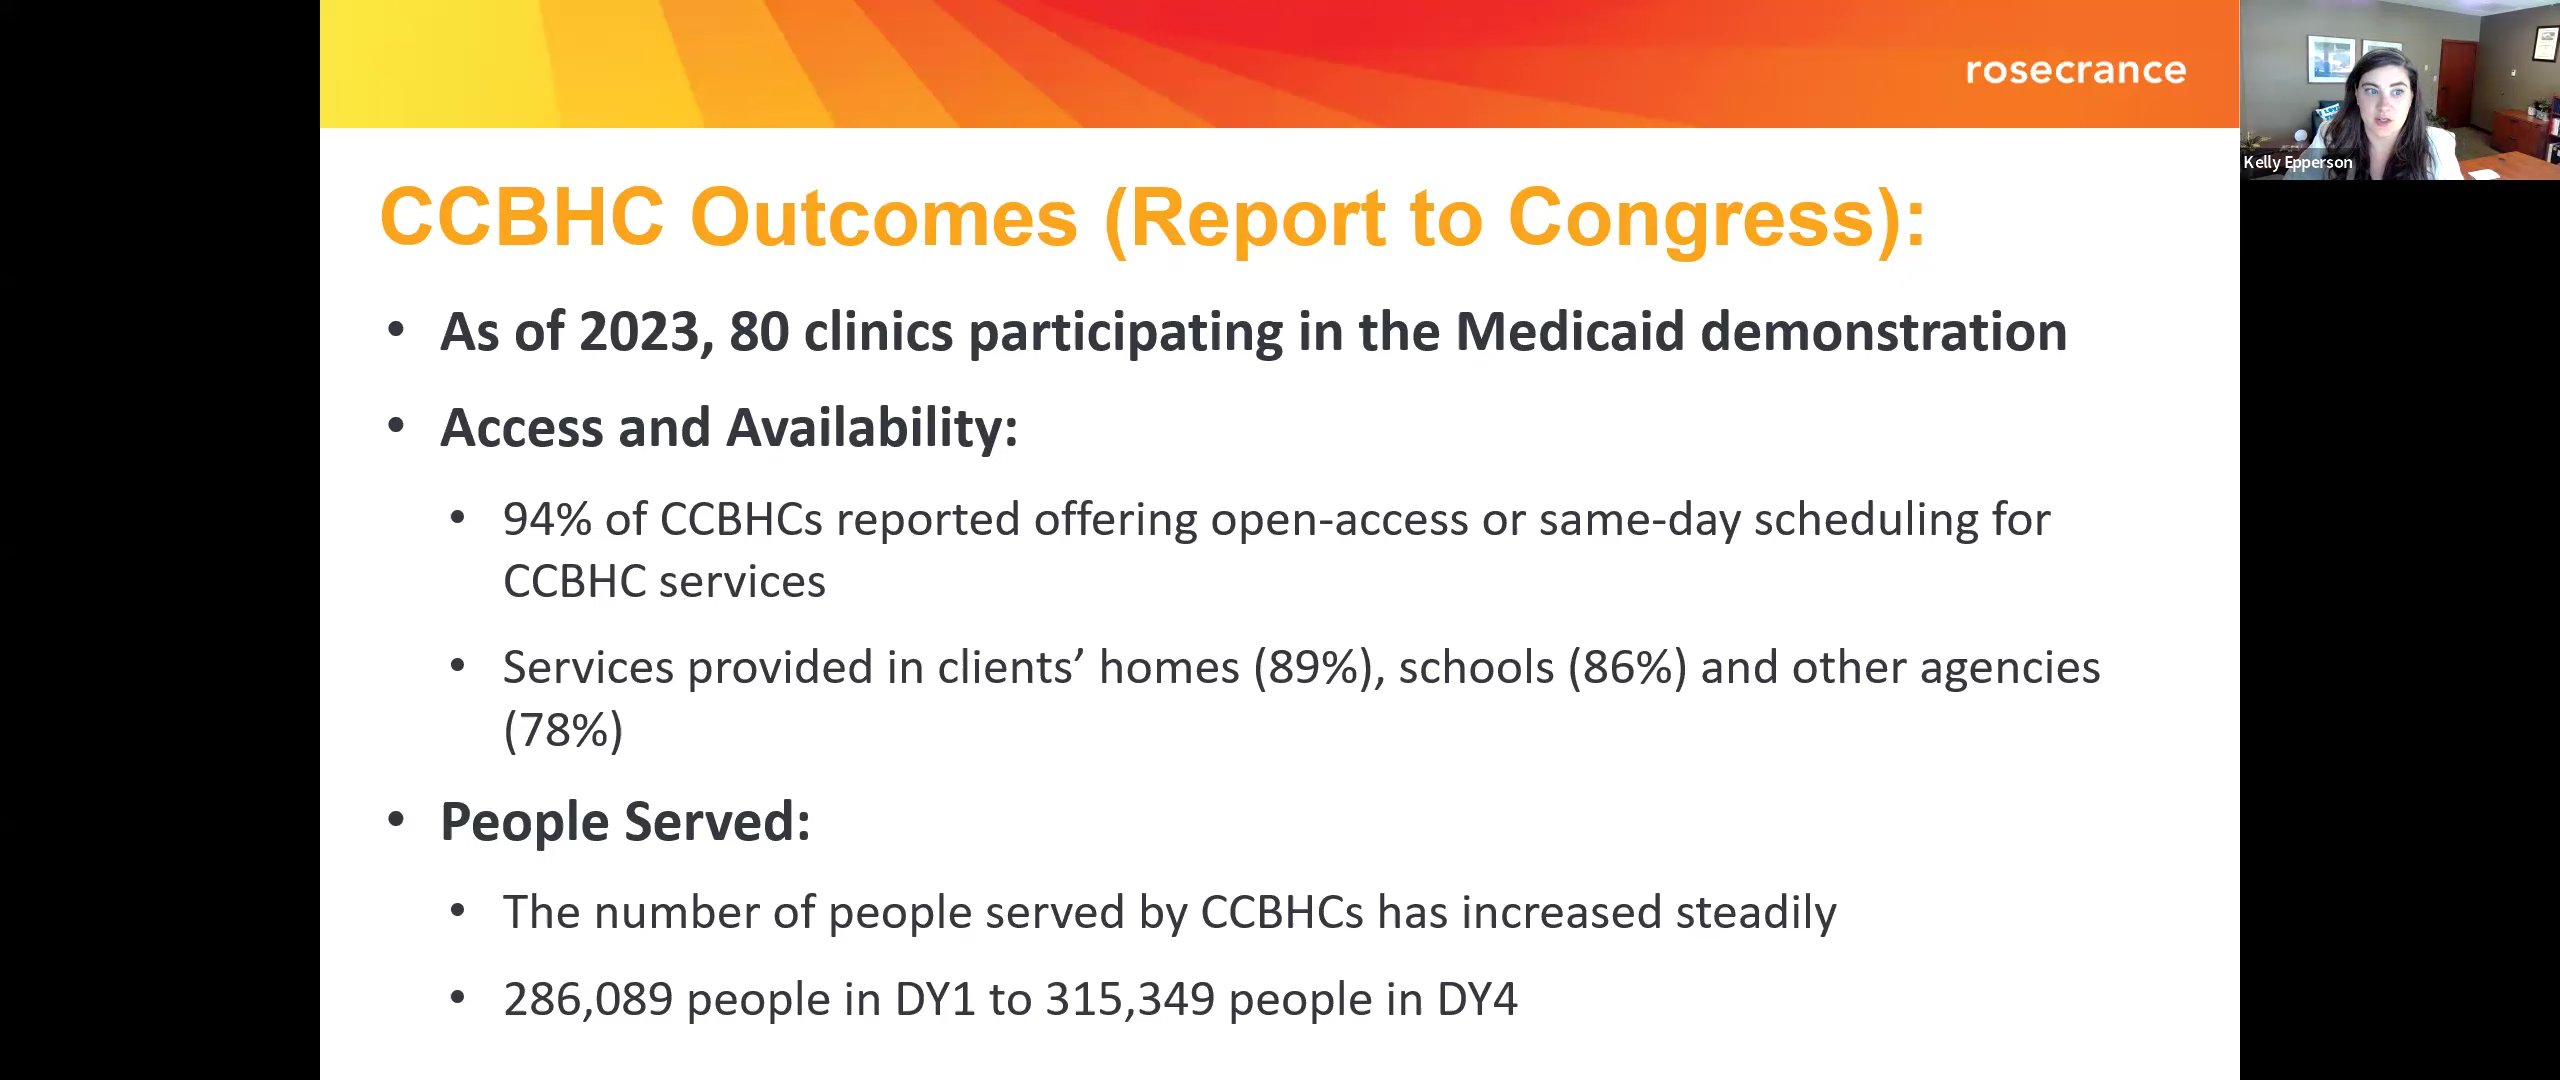 rosecrance
Kelly Epperson
CCBHC Outcomes (Report to Congress):
• As of 2023, 80 clinics participating in the Medicaid demonstration
• Access and Availability:
• 94% of CCBHCs reported offering open-access or same-day scheduling for
CCBHC services
• Services provided in clients’ homes (89%), schools (86%) and other agencies
(78%)
• People Served:
• The number of people served by CCBHCs has increased steadily
• 286,089 people in DY1 to 315,349 people in DY4